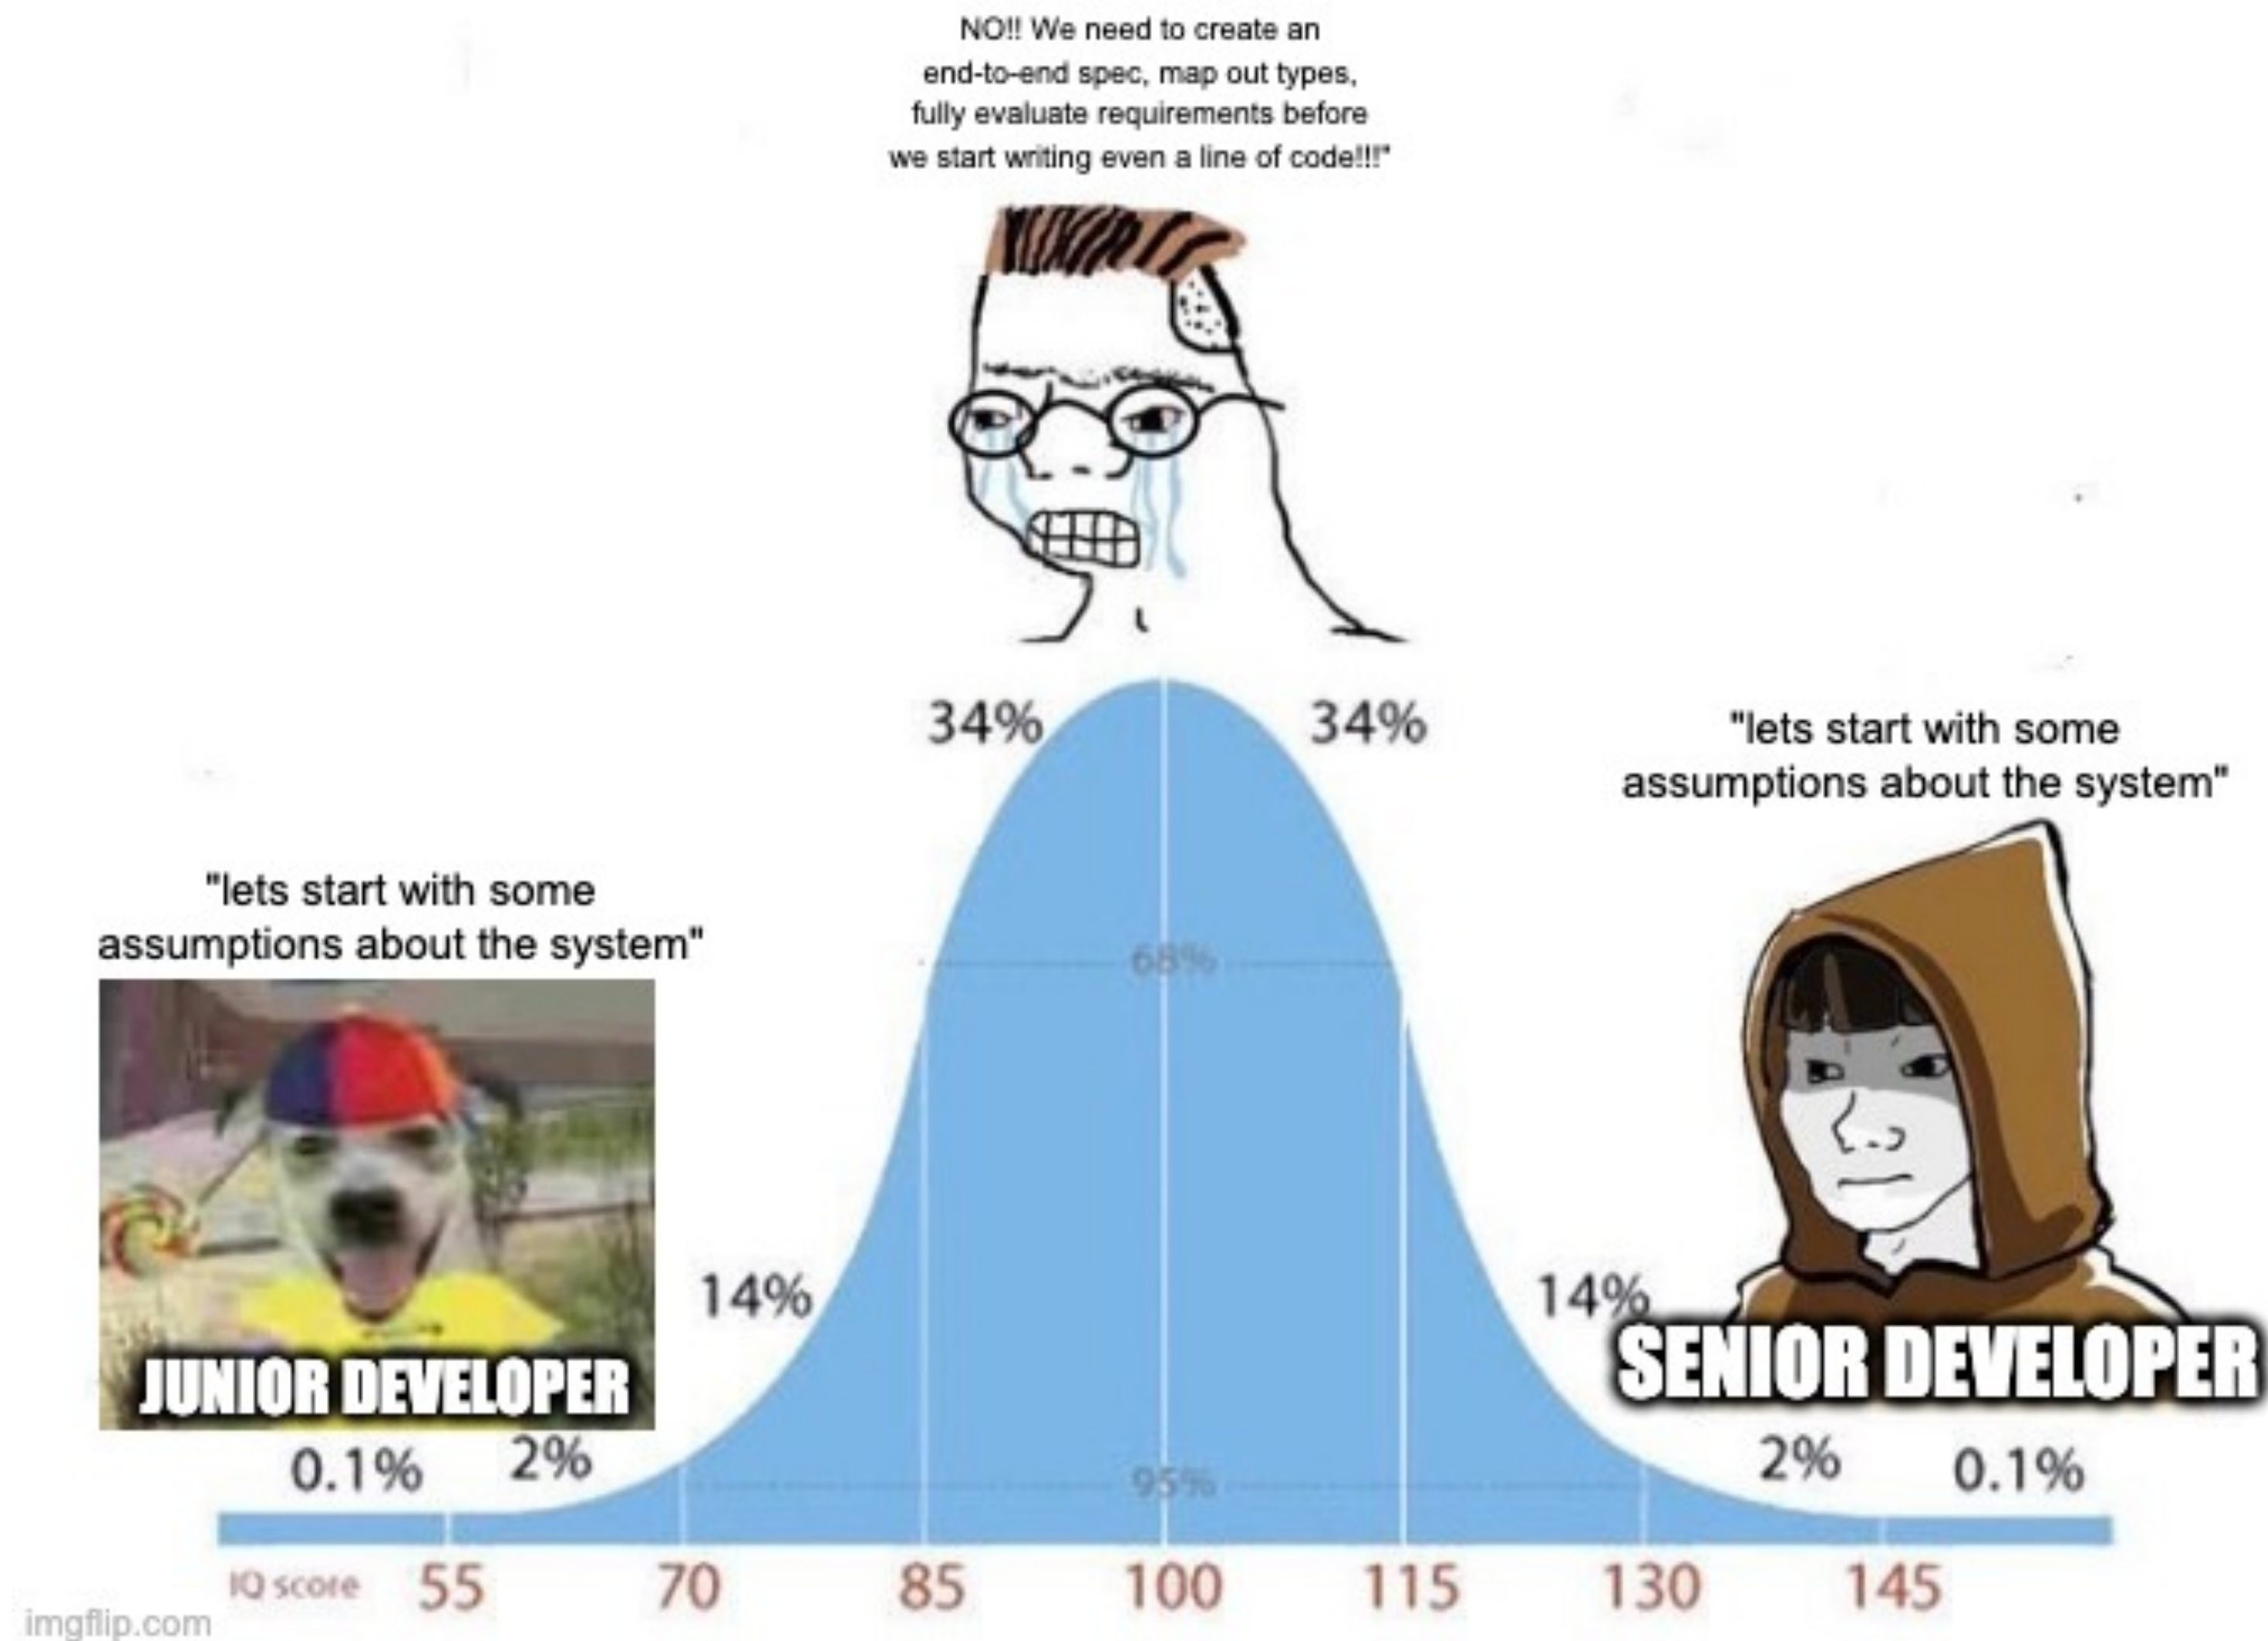 NO!! We need to create an
end-to-end spec, map out types,
fully evaluate requirements before
we start writing even a line of code!!!"
34%
34%
"lets start with some
assumptions about the system"
"lets start with some
assumptions about the system"
68%
14%
14%
JUNIOR DEVELOPER
SENIOR DEVELOPER
0.1%
2%
2%
0.1%
95%
IQ score 55 70 85 100 115 130 145
imgflip.com